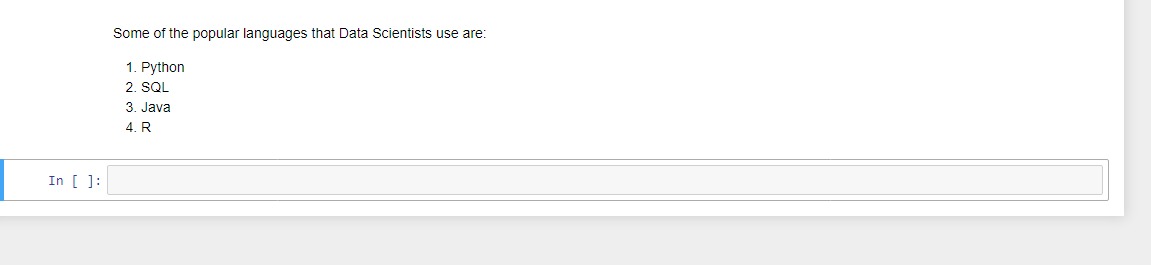 Some of the popular languages that Data Scientists use are:
1. Python
2. SQL
3. Java
4. R
In [ ]: